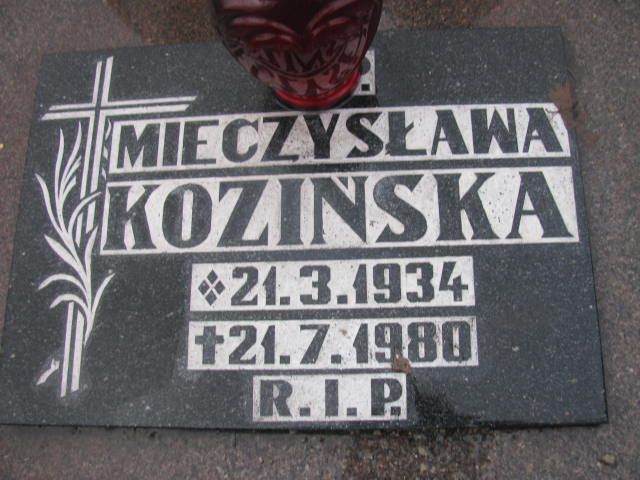 P.
MIECZYSŁAWA
KOZIŃSKA
21.3.1934
✝21.7.1980
R.I.P.